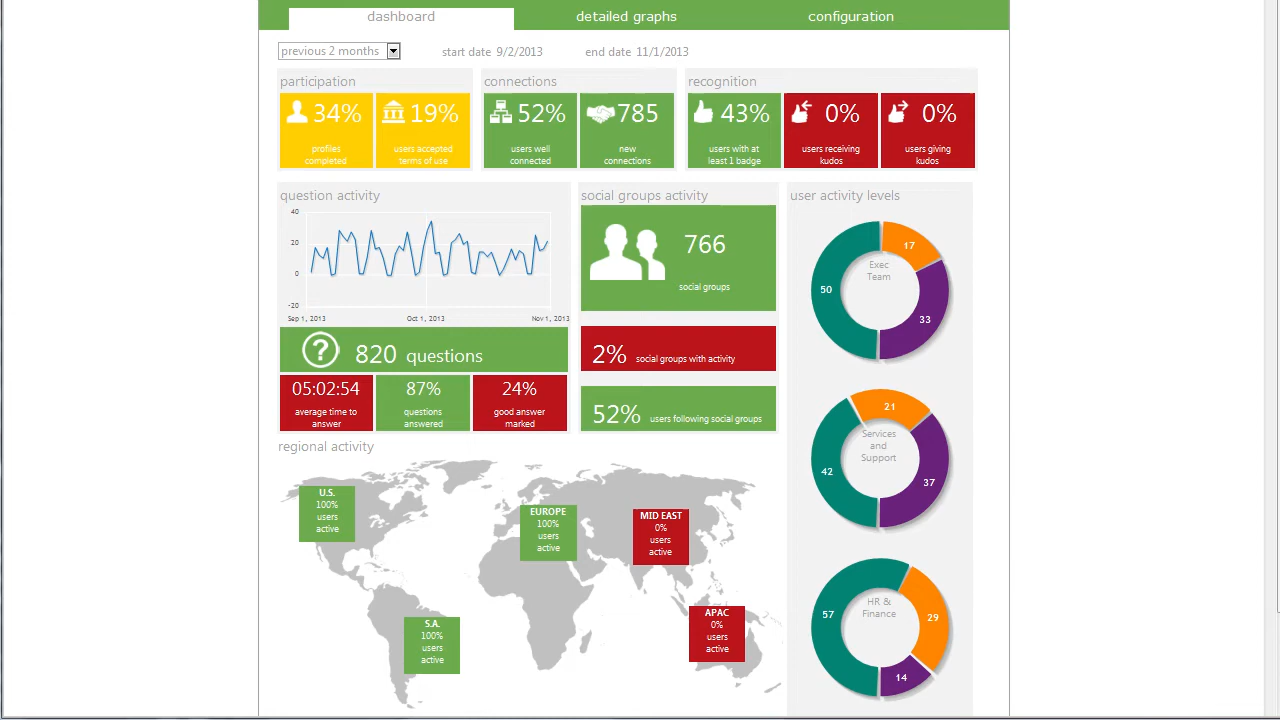 dashboard
detailed graphs
configuration
previous 2 months
start date 9/2/2013
end date 11/1/2013
participation
34%
profiles
completed
19%
users accepted
terms of use
connections
52%
users well
connected
785
new
connections
recognition
43%
users with at
least 1 badge
0%
users receiving
kudos
0%
users giving
kudos
question activity
40
20
0
-20
Sep 1, 2013
Oct 1, 2013
Nov 1, 2013
820 questions
05:02:54
average time to
answer
87%
questions
answered
24%
good answer
marked
social groups activity
766
social groups
2% social groups with activity
52% users following social groups
user activity levels
17
Exec
Team
50
33
21
Services
and
Support
42
37
HR &
Finance
57
29
14
regional activity
U.S.
100%
users
active
EUROPE
100%
users
active
MID EAST
0%
users
active
S.A.
100%
users
active
APAC
0%
users
active